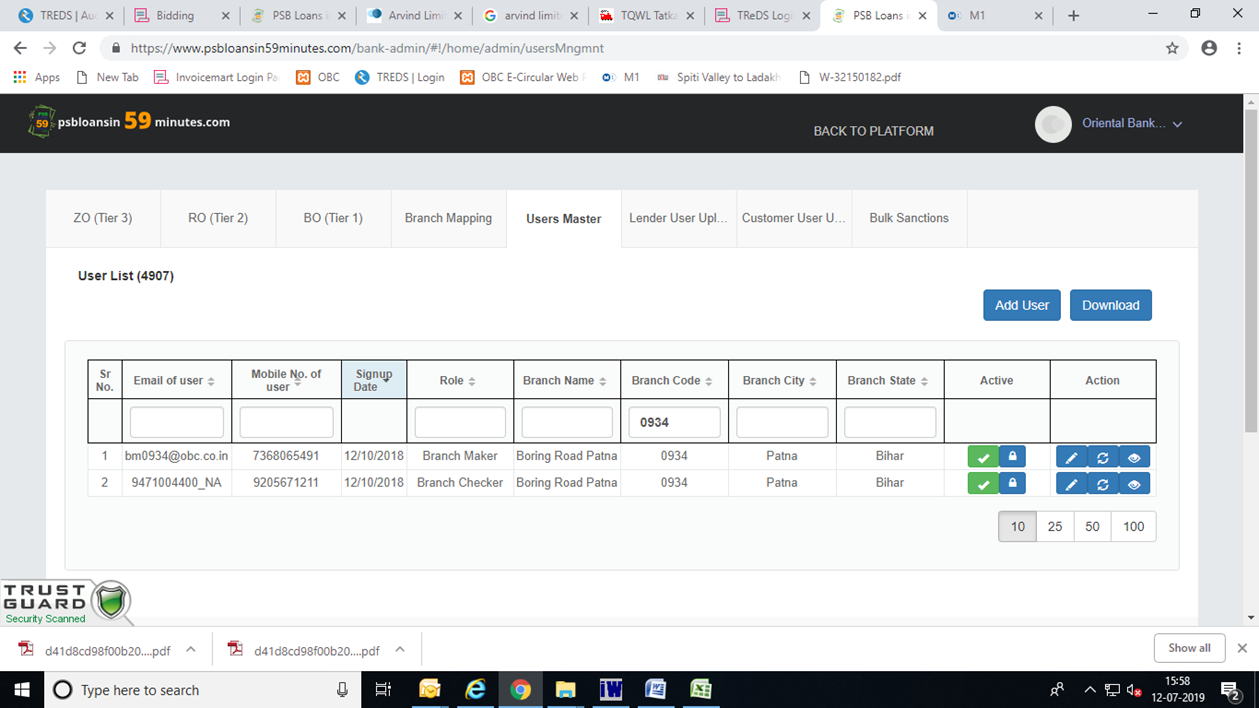 TREDS | Au
Bidding
PSB Loans i
Arvind Limi
arvind limite
TQWL Tatka
TReDS Logi
PSB Loans i
M1
https://www.psbloansin59minutes.com/bank-admin/#!/home/admin/usersMngmnt
Apps New Tab Invoicemart Login Pa OBC TREDS | Login OBC E-Circular Web M1 Spiti Valley to Ladakh W-32150182.pdf
psbloansin 59 minutes.com
BACK TO PLATFORM
Oriental Bank...
ZO (Tier 3) RO (Tier 2) BO (Tier 1) Branch Mapping Users Master Lender User Upl... Customer User U... Bulk Sanctions
User List (4907)
Add User Download
Sr No. Email of user Mobile No. of user Signup Date Role Branch Name Branch Code Branch City Branch State Active Action
0934
1 bm0934@obc.co.in 7368065491 12/10/2018 Branch Maker Boring Road Patna 0934 Patna Bihar
2 9471004400_NA 9205671211 12/10/2018 Branch Checker Boring Road Patna 0934 Patna Bihar
10 25 50 100
TRUST
GUARD
Security Scanned
d41d8cd98f00b20....pdf d41d8cd98f00b20....pdf Show all
Type here to search
15:58
12-07-2019
2